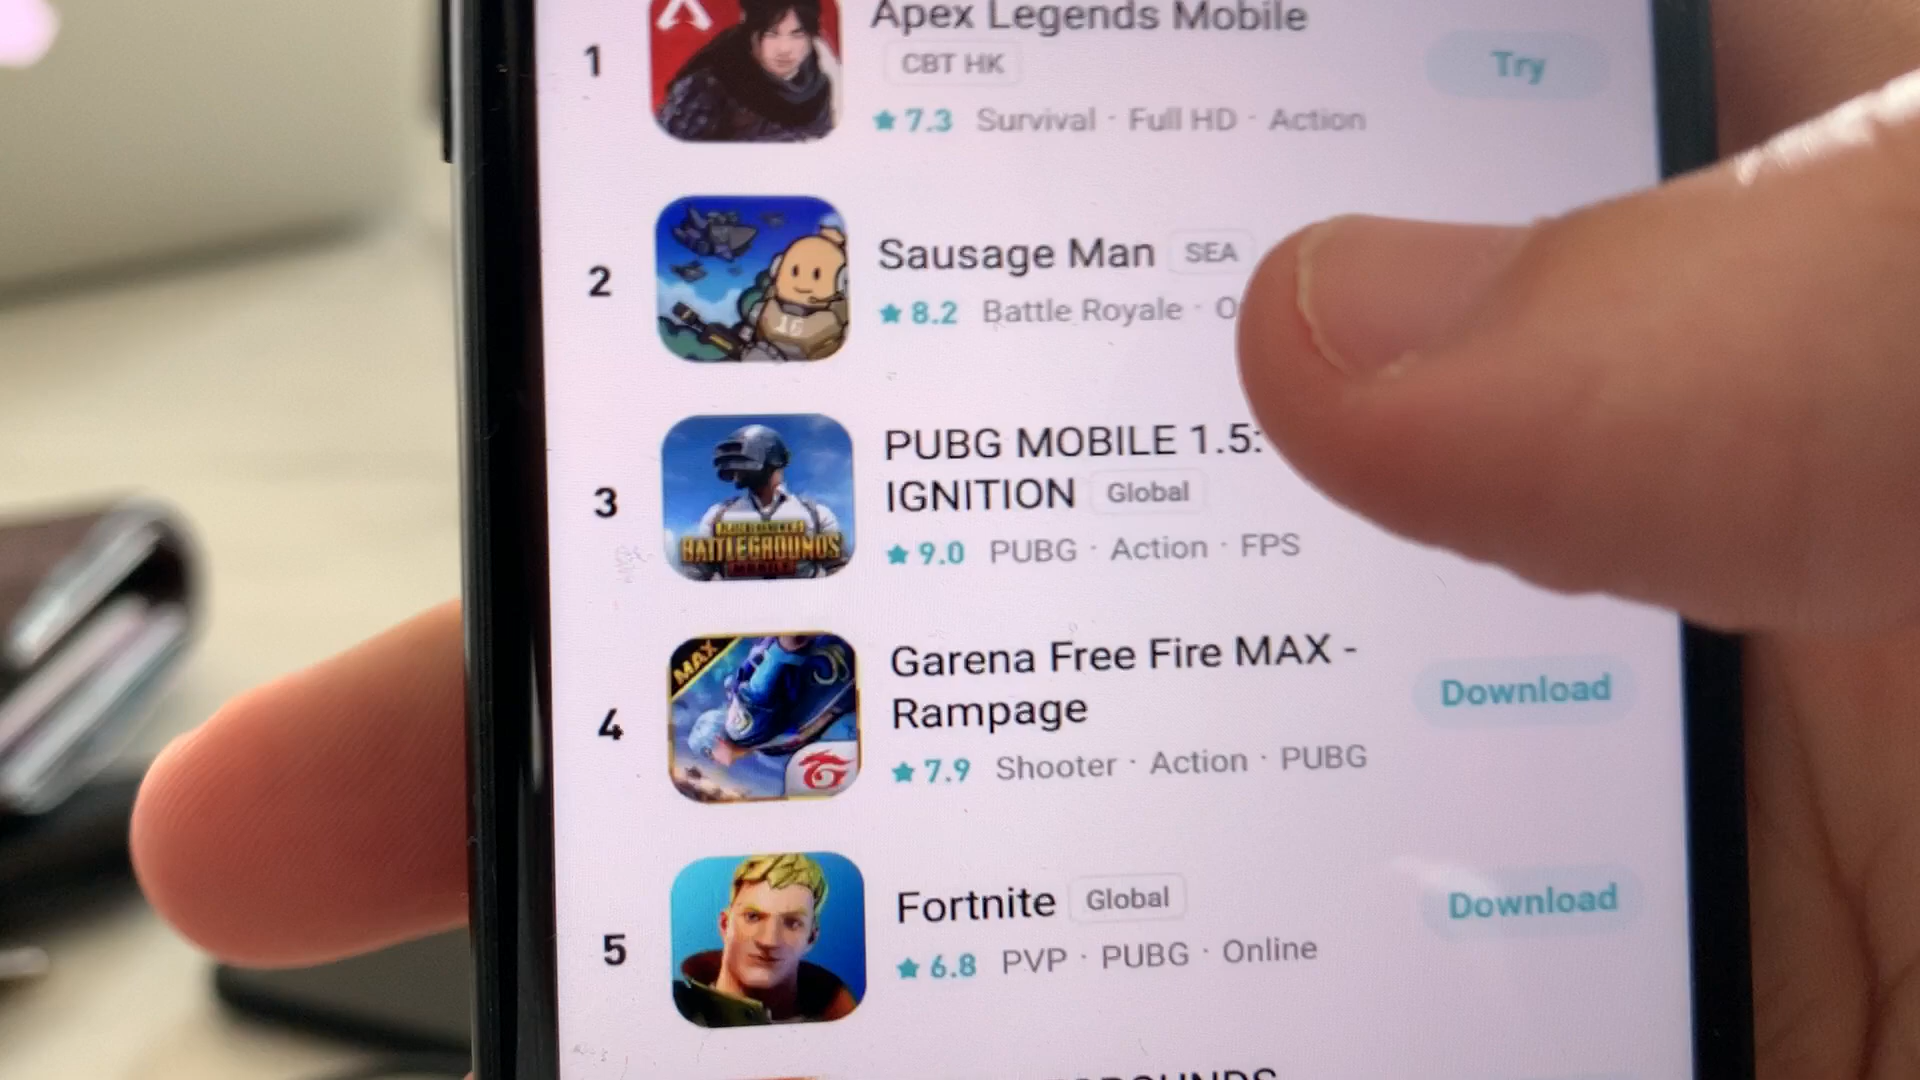 1
Apex Legends Mobile
CBT HK
Try
7.3 Survival · Full HD · Action
2
Sausage Man SEA
8.2 Battle Royale ·
16
3
PUBG MOBILE 1.5:
IGNITION Global
9.0 PUBG · Action · FPS
BATTLEGROUNDS
MOBILE
4
MAX
Garena Free Fire MAX -
Rampage
Download
7.9 Shooter · Action · PUBG
5
Fortnite Global
Download
6.8 PVP · PUBG · Online